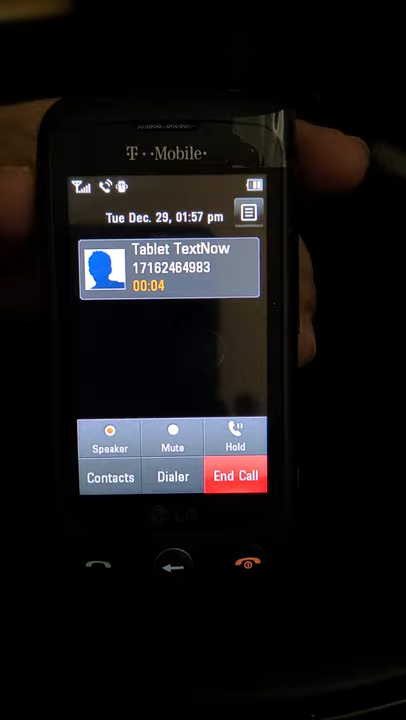 T··Mobile·
Tue Dec. 29, 01:57 pm
Tablet TextNow
17162464983
00:04
Speaker
Mute
Hold
Contacts
Dialer
End Call
LG